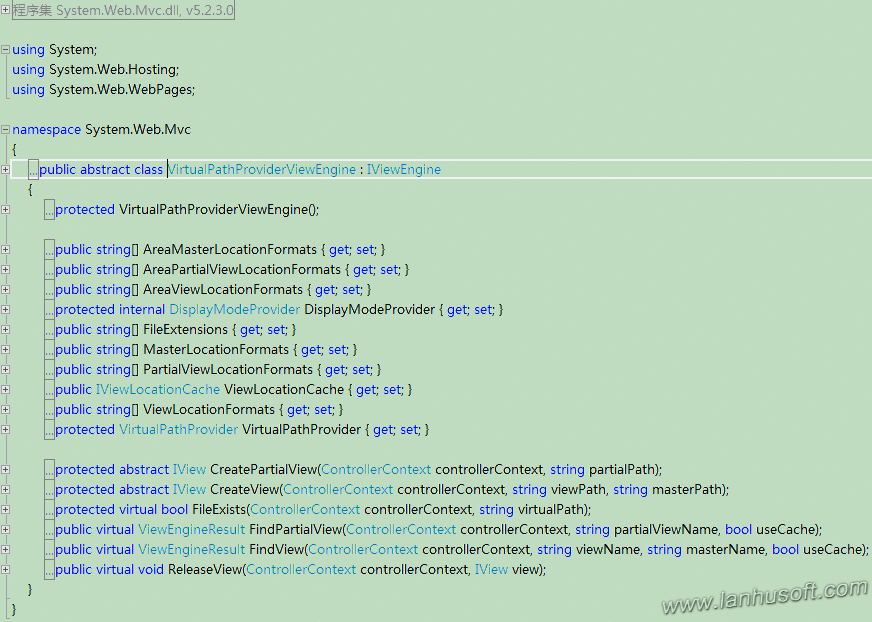 程序集 System.Web.Mvc.dll, v5.2.3.0
using System;
using System.Web.Hosting;
using System.Web.WebPages;
namespace System.Web.Mvc
{
...public abstract class VirtualPathProviderViewEngine : IViewEngine
{
...protected VirtualPathProviderViewEngine();
...public string[] AreaMasterLocationFormats { get; set; }
...public string[] AreaPartialViewLocationFormats { get; set; }
...public string[] AreaViewLocationFormats { get; set; }
...protected internal DisplayModeProvider DisplayModeProvider { get; set; }
...public string[] FileExtensions { get; set; }
...public string[] MasterLocationFormats { get; set; }
...public string[] PartialViewLocationFormats { get; set; }
...public IViewLocationCache ViewLocationCache { get; set; }
...public string[] ViewLocationFormats { get; set; }
...protected VirtualPathProvider VirtualPathProvider { get; set; }
...protected abstract IView CreatePartialView(ControllerContext controllerContext, string partialPath);
...protected abstract IView CreateView(ControllerContext controllerContext, string viewPath, string masterPath);
...protected virtual bool FileExists(ControllerContext controllerContext, string virtualPath);
...public virtual ViewEngineResult FindPartialView(ControllerContext controllerContext, string partialViewName, bool useCache);
...public virtual ViewEngineResult FindView(ControllerContext controllerContext, string viewName, string masterName, bool useCache);
...public virtual void ReleaseView(ControllerContext controllerContext, IView view);
}
}
www.lanhusoft.com